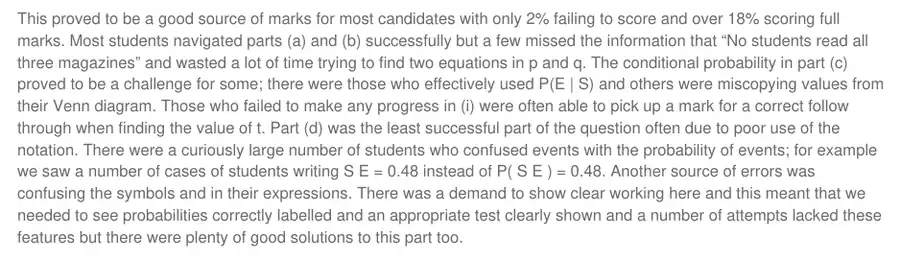 This proved to be a good source of marks for most candidates with only 2% failing to score and over 18% scoring full
marks. Most students navigated parts (a) and (b) successfully but a few missed the information that “No students read all
three magazines” and wasted a lot of time trying to find two equations in p and q. The conditional probability in part (c)
proved to be a challenge for some; there were those who effectively used P(E | S) and others were miscopying values from
their Venn diagram. Those who failed to make any progress in (i) were often able to pick up a mark for a correct follow
through when finding the value of t. Part (d) was the least successful part of the question often due to poor use of the
notation. There were a curiously large number of students who confused events with the probability of events; for example
we saw a number of cases of students writing S E = 0.48 instead of P( S E ) = 0.48. Another source of errors was
confusing the symbols and in their expressions. There was a demand to show clear working here and this meant that we
needed to see probabilities correctly labelled and an appropriate test clearly shown and a number of attempts lacked these
features but there were plenty of good solutions to this part too.